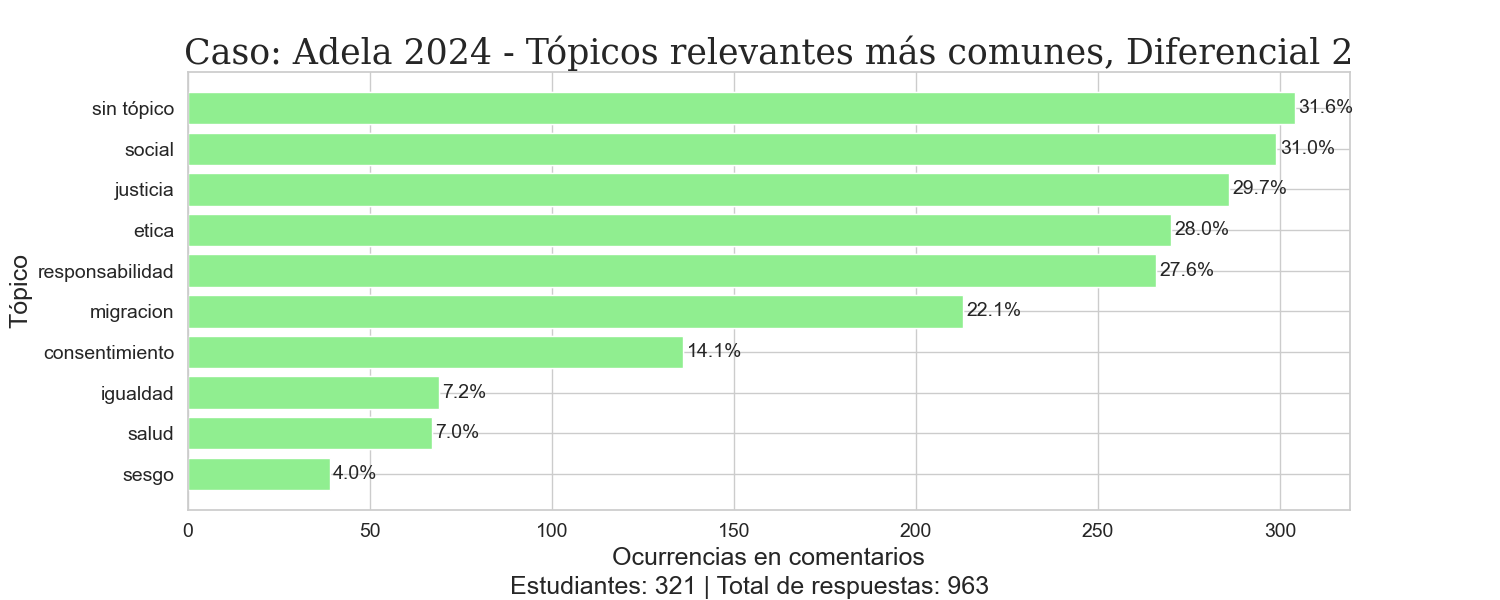 Caso: Adela 2024 - Tópicos relevantes más comunes, Diferencial 2
Tópico
sin tópico 31.6%
social 31.0%
justicia 29.7%
etica 28.0%
responsabilidad 27.6%
migracion 22.1%
consentimiento 14.1%
igualdad 7.2%
salud 7.0%
sesgo 4.0%
0 50 100 150 200 250 300
Ocurrencias en comentarios
Estudiantes: 321 | Total de respuestas: 963